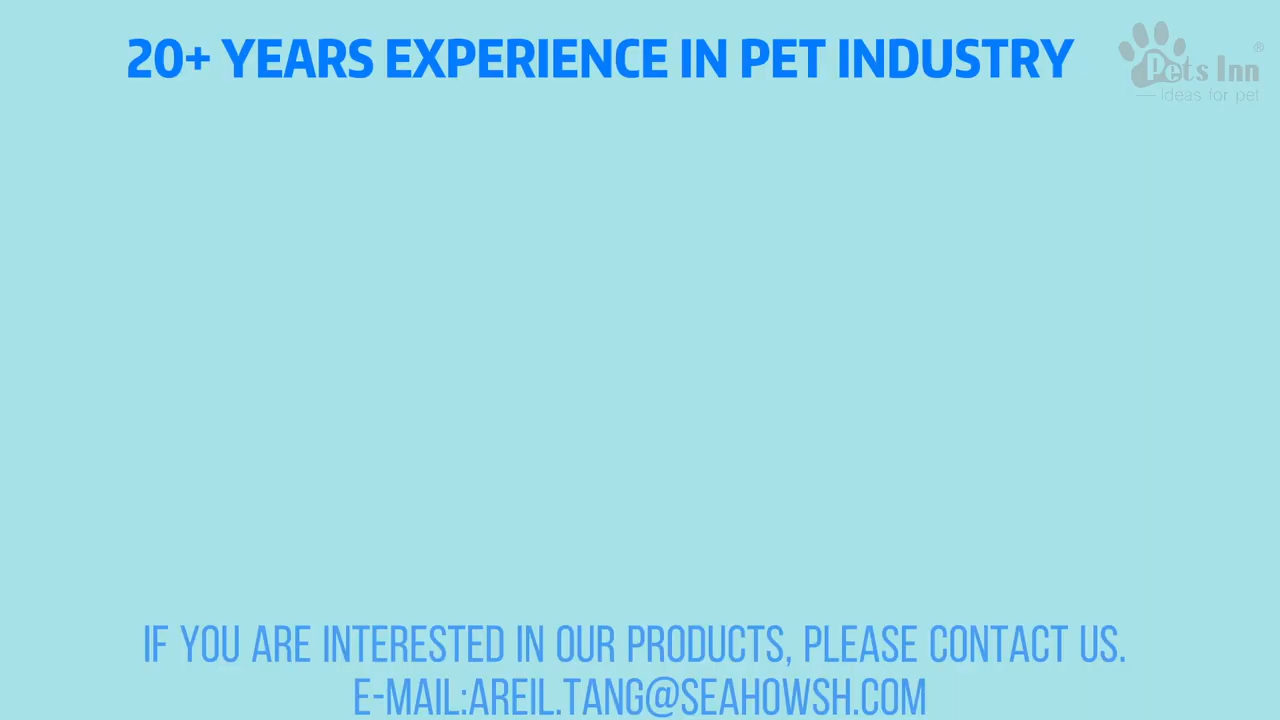 20+ YEARS EXPERIENCE IN PET INDUSTRY
Pets Inn ®
Ideas for pet
IF YOU ARE INTERESTED IN OUR PRODUCTS, PLEASE CONTACT US.
E-MAIL:AREIL.TANG@SEAHOWSH.COM